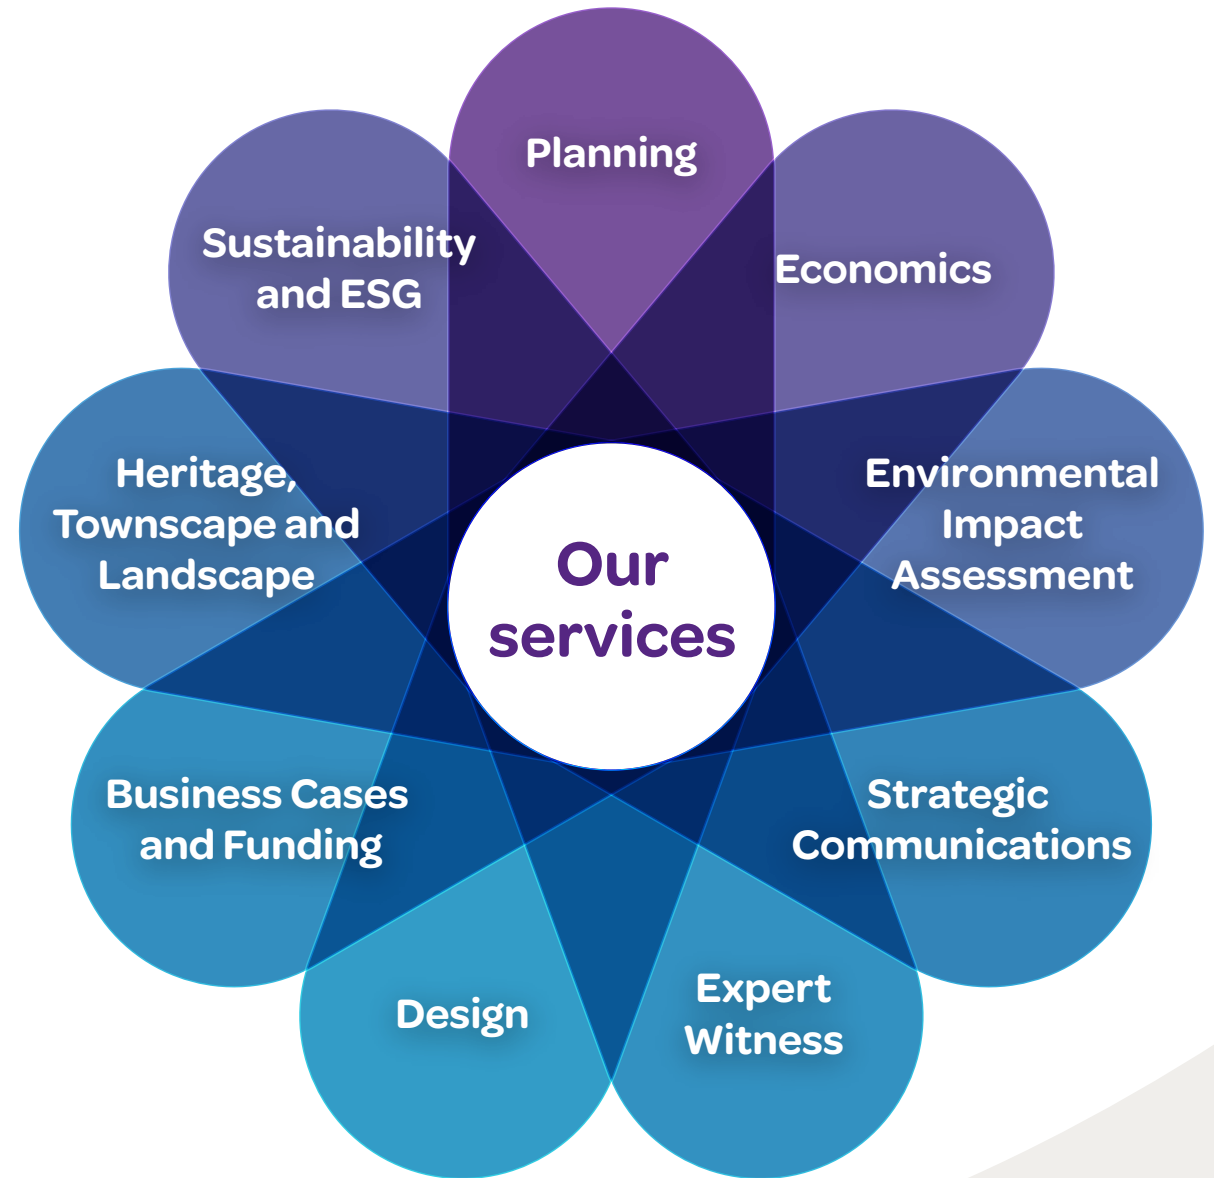 Planning
Economics
Environmental
Impact
Assessment
Strategic
Communications
Expert
Witness
Design
Business Cases
and Funding
Heritage,
Townscape and
Landscape
Sustainability
and ESG
Our
services